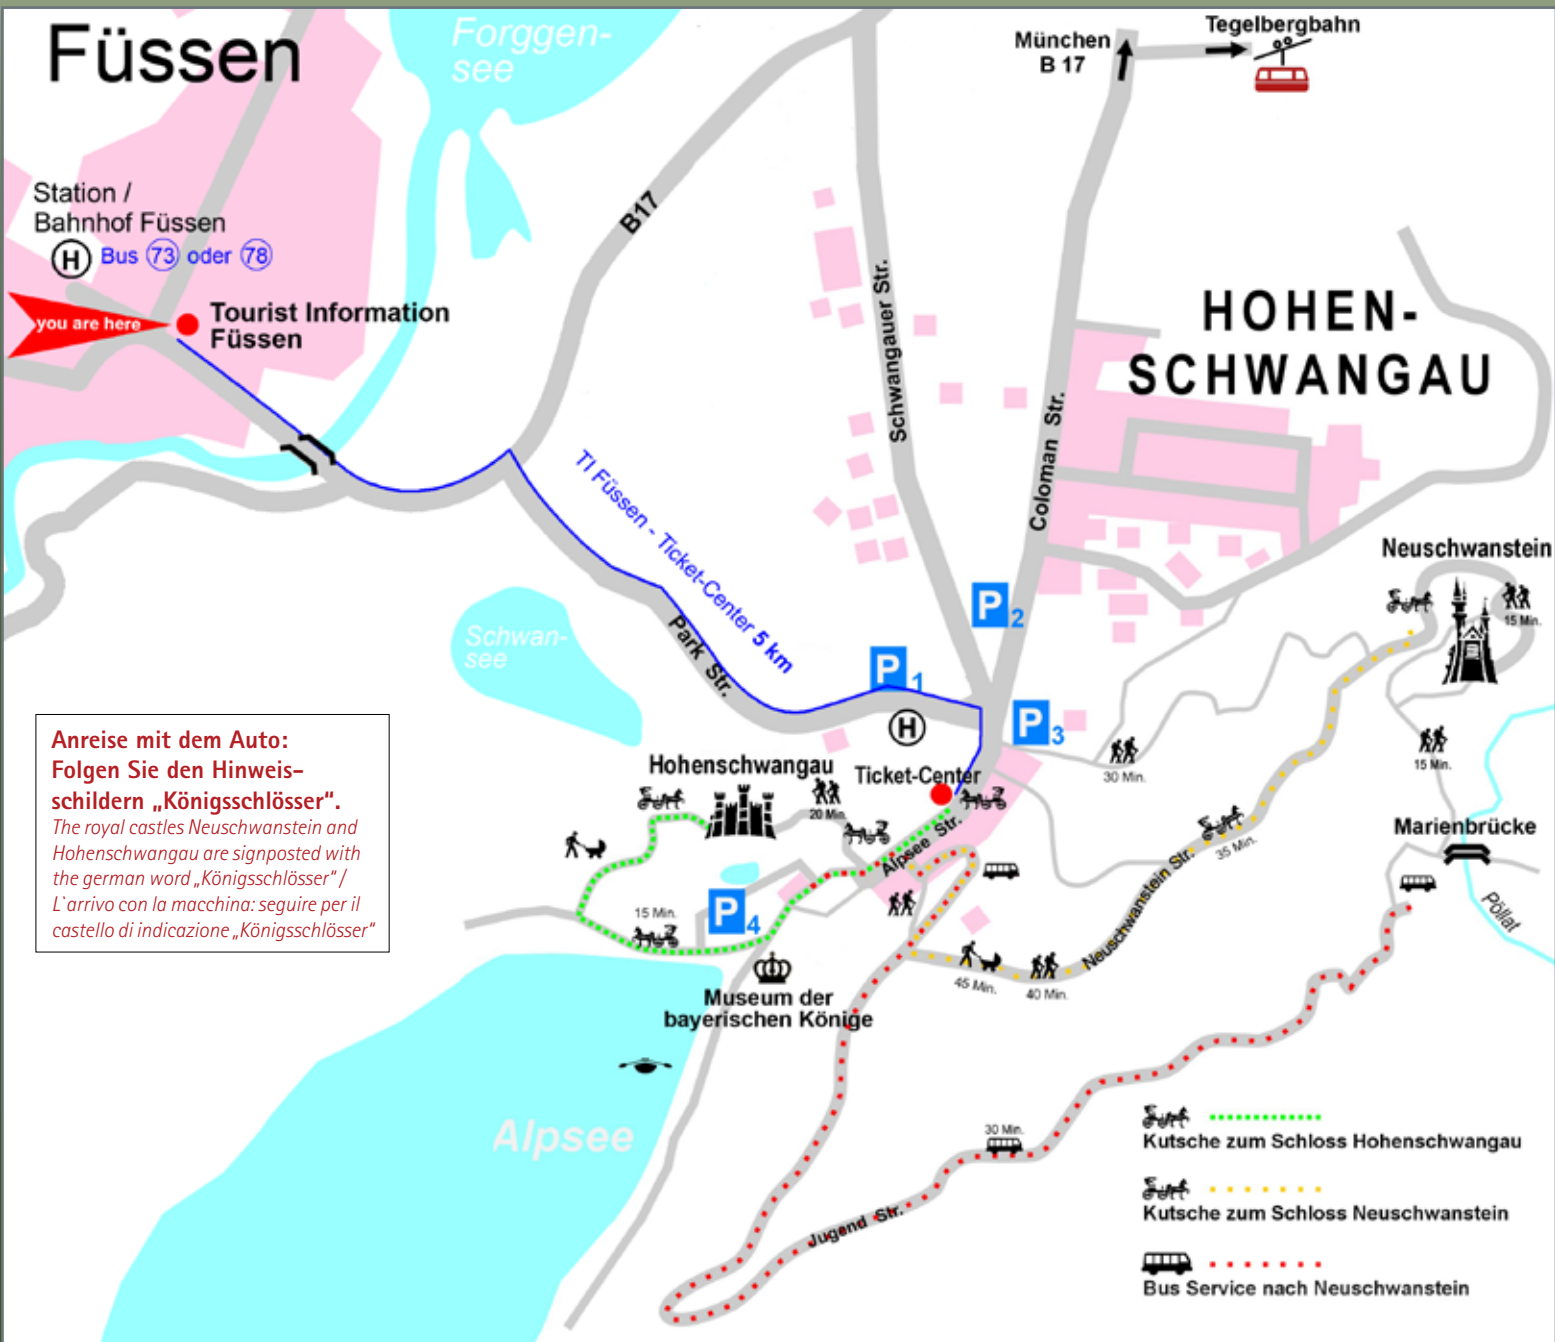 Füssen
Forggen-
see
München
B 17
Tegelbergbahn
Station /
Bahnhof Füssen
H Bus 73 oder 78
you are here
Tourist Information
Füssen
B17
Schwangauer Str.
Coloman Str.
HOHEN-
SCHWANGAU
TI Füssen - Ticket-Center 5 km
Park Str.
Schwan-
see
P 2
P 1
H
P 3
Neuschwanstein
15 Min.
30 Min.
15 Min.
Anreise mit dem Auto:
Folgen Sie den Hinweis-
schildern „Königsschlösser“.
The royal castles Neuschwanstein and
Hohenschwangau are signposted with
the german word „Königsschlösser“ /
L`arrivo con la macchina: seguire per il
castello di indicazione „Königsschlösser“
Hohenschwangau
Ticket-Center
20 Min.
Alpsee Str.
35 Min.
Marienbrücke
Pöllat
15 Min.
P 4
Neuschwanstein Str.
45 Min.
40 Min.
Museum der
bayerischen Könige
Alpsee
30 Min.
Jugend Str.
Kutsche zum Schloss Hohenschwangau
Kutsche zum Schloss Neuschwanstein
Bus Service nach Neuschwanstein